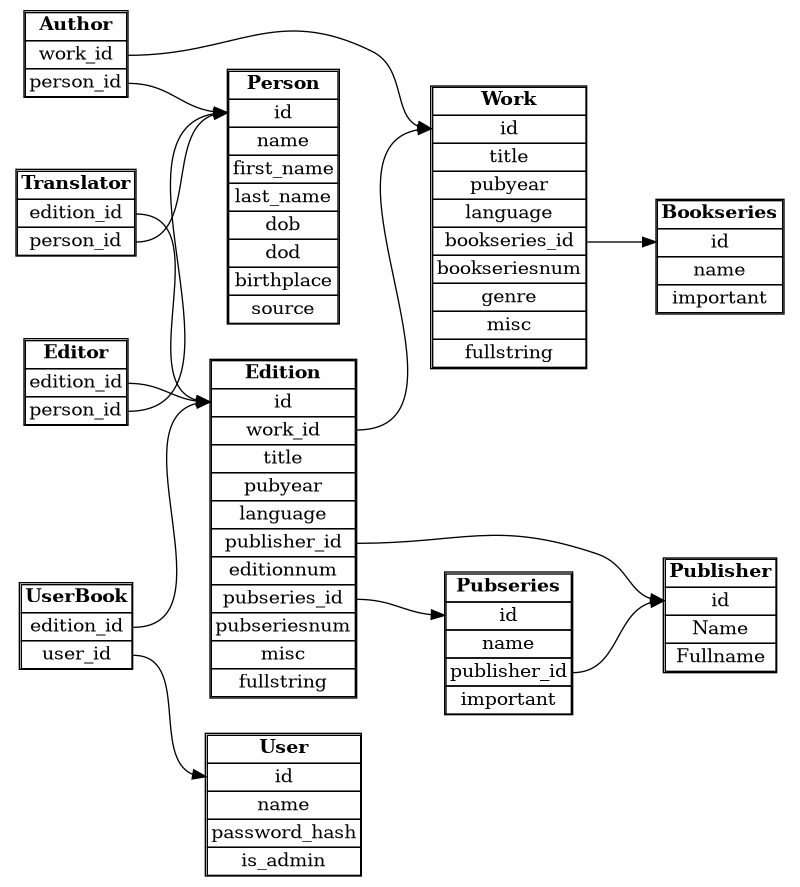 Author
work_id
person_id
Person
id
name
first_name
last_name
dob
dod
birthplace
source
Work
id
title
pubyear
language
bookseries_id
bookseriesnum
genre
misc
fullstring
Translator
edition_id
person_id
Bookseries
id
name
important
Editor
edition_id
person_id
Edition
id
work_id
title
pubyear
language
publisher_id
editionnum
pubseries_id
pubseriesnum
misc
fullstring
UserBook
edition_id
user_id
Pubseries
id
name
publisher_id
important
Publisher
id
Name
Fullname
User
id
name
password_hash
is_admin